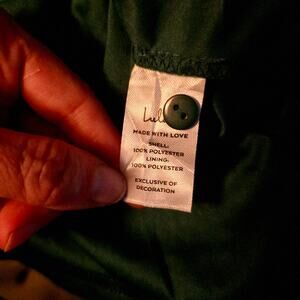 MADE WITH LOVE
SHELL:
100% POLYESTER
LINING:
100% POLYESTER
EXCLUSIVE OF
DECORATION